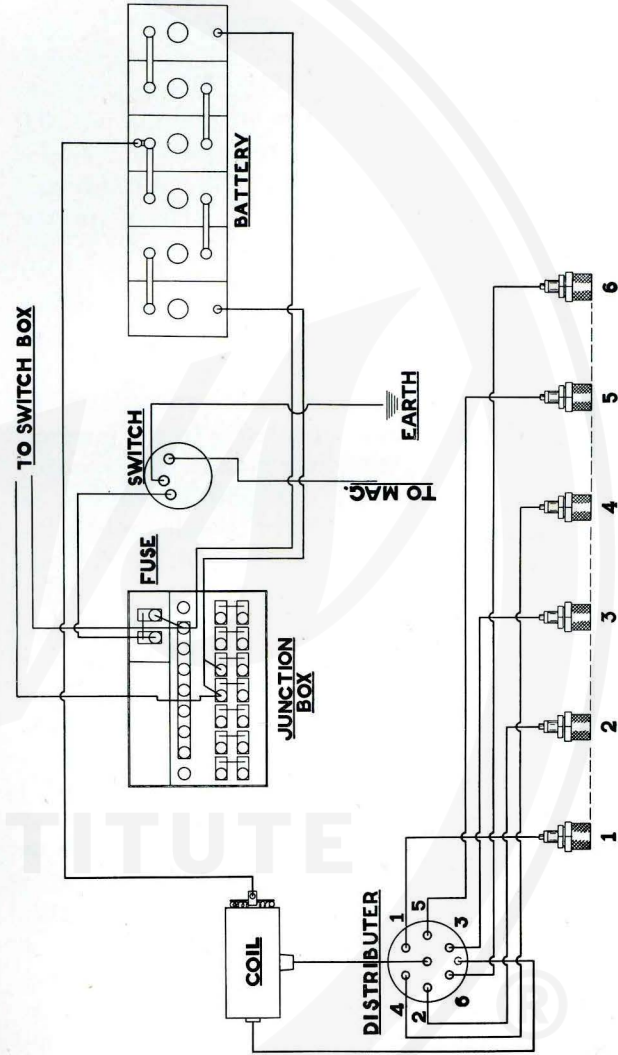 TO SWITCH BOX
BATTERY
SWITCH
FUSE
EARTH
TO MAG.
JUNCTION
BOX
COIL
DISTRIBUTER
1
5
3
6
2
4
1
2
3
4
5
6
TITUTE
®